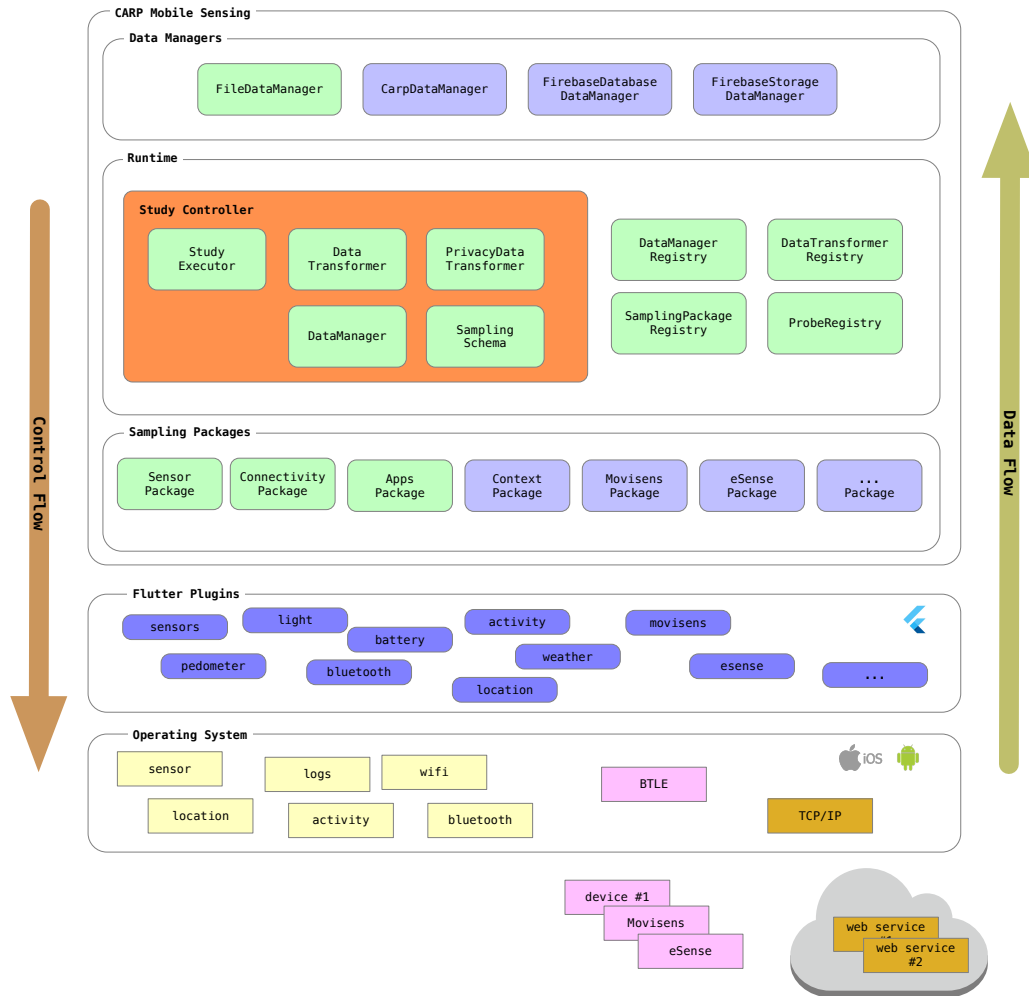 CARP Mobile Sensing
Data Managers
FileDataManager
CarpDataManager
FirebaseDatabase
DataManager
FirebaseStorage
DataManager
Runtime
Study Controller
Study
Executor
Data
Transformer
PrivacyData
Transformer
DataManager
Sampling
Schema
DataManager
Registry
DataTransformer
Registry
SamplingPackage
Registry
ProbeRegistry
Sampling Packages
Sensor
Package
Connectivity
Package
Apps
Package
Context
Package
Movisens
Package
eSense
Package
...
Package
Control Flow
Data Flow
Flutter Plugins
sensors
light
battery
activity
movisens
pedometer
bluetooth
weather
esense
location
...
Operating System
sensor
logs
wifi
location
activity
bluetooth
BTLE
TCP/IP
iOS
device #1
Movisens
eSense
web service
web service
#2